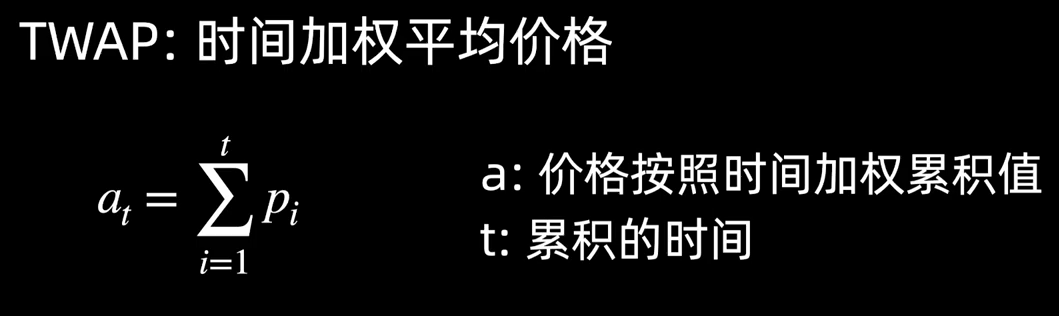 TWAP: 时间加权平均价格
a_t = \sum_{i=1}^{t} p_i
a: 价格按照时间加权累积值
t: 累积的时间